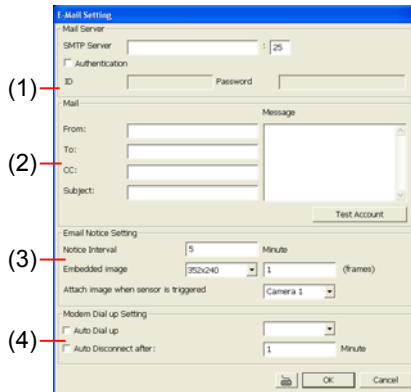 E-Mail Setting
Mail Server
SMTP Server : 25
Authentication
(1)
ID Password
Mail
Message
From:
To:
(2)
CC:
Subject:
Test Account
Email Notice Setting
Notice Interval 5 Minute
(3)
Embedded image 352x240 1 (frames)
Attach image when sensor is triggered Camera 1
Modem Dial up Setting
Auto Dial up
(4)
Auto Disconnect after: 1 Minute
OK Cancel